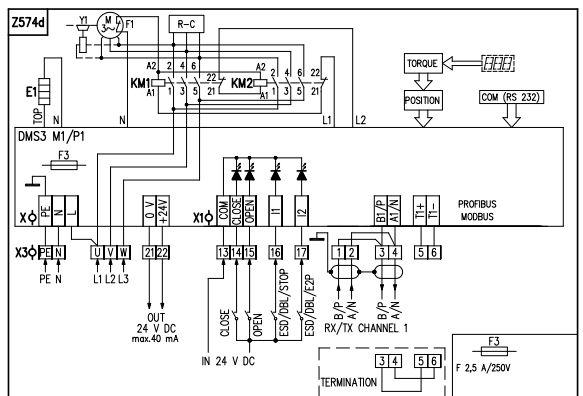 Z574d
Y1 M 3~ F1 R-C
A2 2 4 6 A2 2 4 6 22
KM1 22 KM2
A1 1 3 5 21 A1 1 3 5 21
E1
TOP N N L1 L2
TORQUE
POSITION COM (RS 232)
DMS3 M1/P1
F3
X PE N L 0 V +24V X1 COM CLOSE OPEN I1 I2 B1/P A1/N T1+ T1-
PROFIBUS
MODBUS
X3 PE N U V W 21 22 13 14 15 16 17 1 2 3 4 5 6
PE N L1 L2 L3
OUT
24 V DC
max.40 mA
CLOSE OPEN ESD/DBL/STOP ESD/DBL/E2P
IN 24 V DC
B/P A/N B/P A/N
RX/TX CHANNEL 1
TERMINATION 3 4 5 6
F3
F 2,5 A/250V